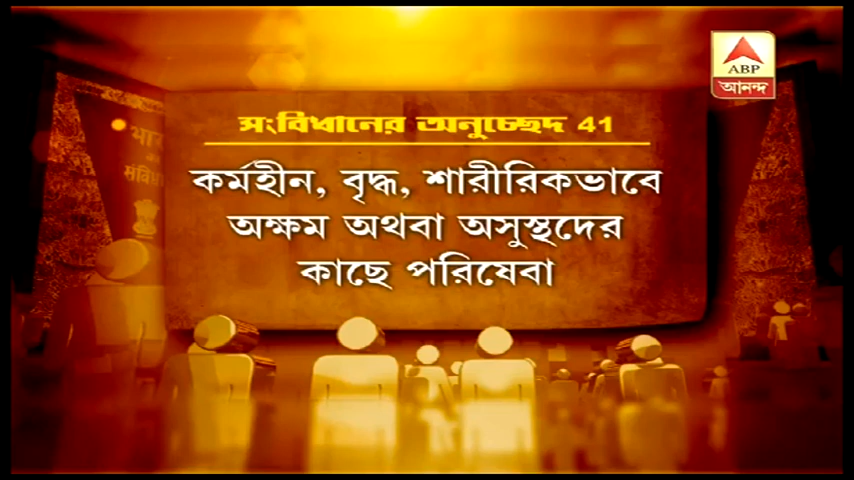 ABP
আনন্দ
সংবিধানের অনুচ্ছেদ 41
কর্মহীন, বৃদ্ধ, শারীরিকভাবে
অক্ষম অথবা অসুস্থদের
কাছে পরিষেবা